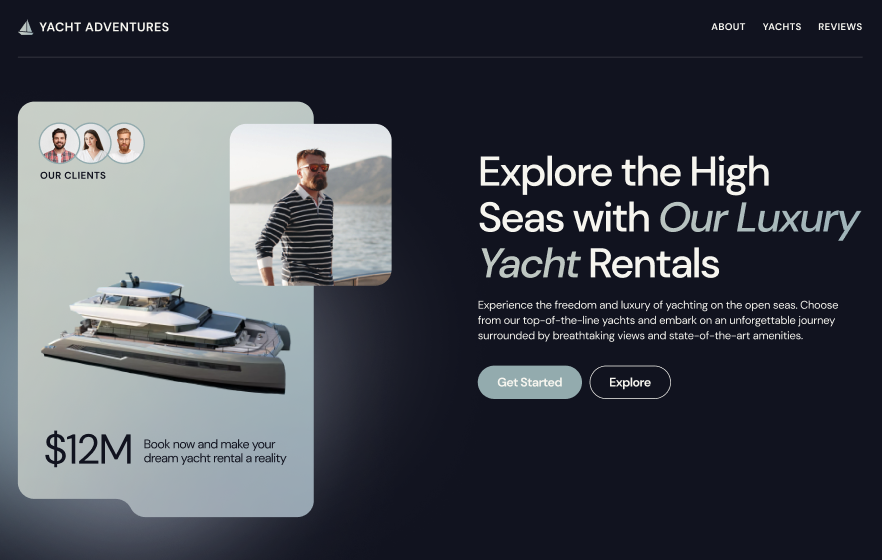 YACHT ADVENTURES
ABOUT YACHTS REVIEWS
OUR CLIENTS
$12M
Book now and make your
dream yacht rental a reality
Explore the High
Seas with Our Luxury
Yacht Rentals
Experience the freedom and luxury of yachting on the open seas. Choose
from our top-of-the-line yachts and embark on an unforgettable journey
surrounded by breathtaking views and state-of-the-art amenities.
Get Started
Explore